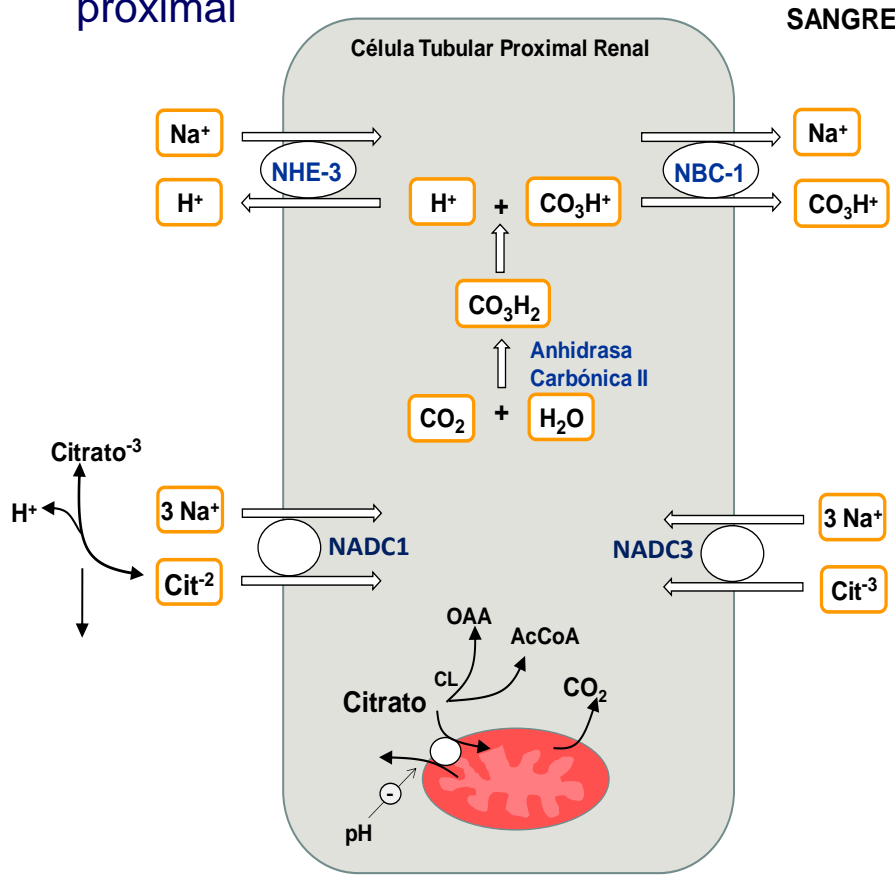 proximal
SANGRE
Célula Tubular Proximal Renal
Na⁺
NHE-3
H⁺
NBC-1
Na⁺
CO₃H⁺
H⁺ + CO₃H⁺
CO₃H₂
Anhidrasa
Carbónica II
CO₂ + H₂O
Citrato⁻³
H⁺
3 Na⁺
Cit⁻²
NADC1
NADC3
3 Na⁺
Cit⁻³
OAA
AcCoA
CL
Citrato
CO₂
-
pH